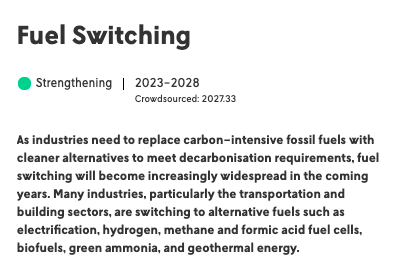 Fuel Switching
Strengthening | 2023–2028
Crowdsourced: 2027.33
As industries need to replace carbon-intensive fossil fuels with
cleaner alternatives to meet decarbonisation requirements, fuel
switching will become increasingly widespread in the coming
years. Many industries, particularly the transportation and
building sectors, are switching to alternative fuels such as
electrification, hydrogen, methane and formic acid fuel cells,
biofuels, green ammonia, and geothermal energy.